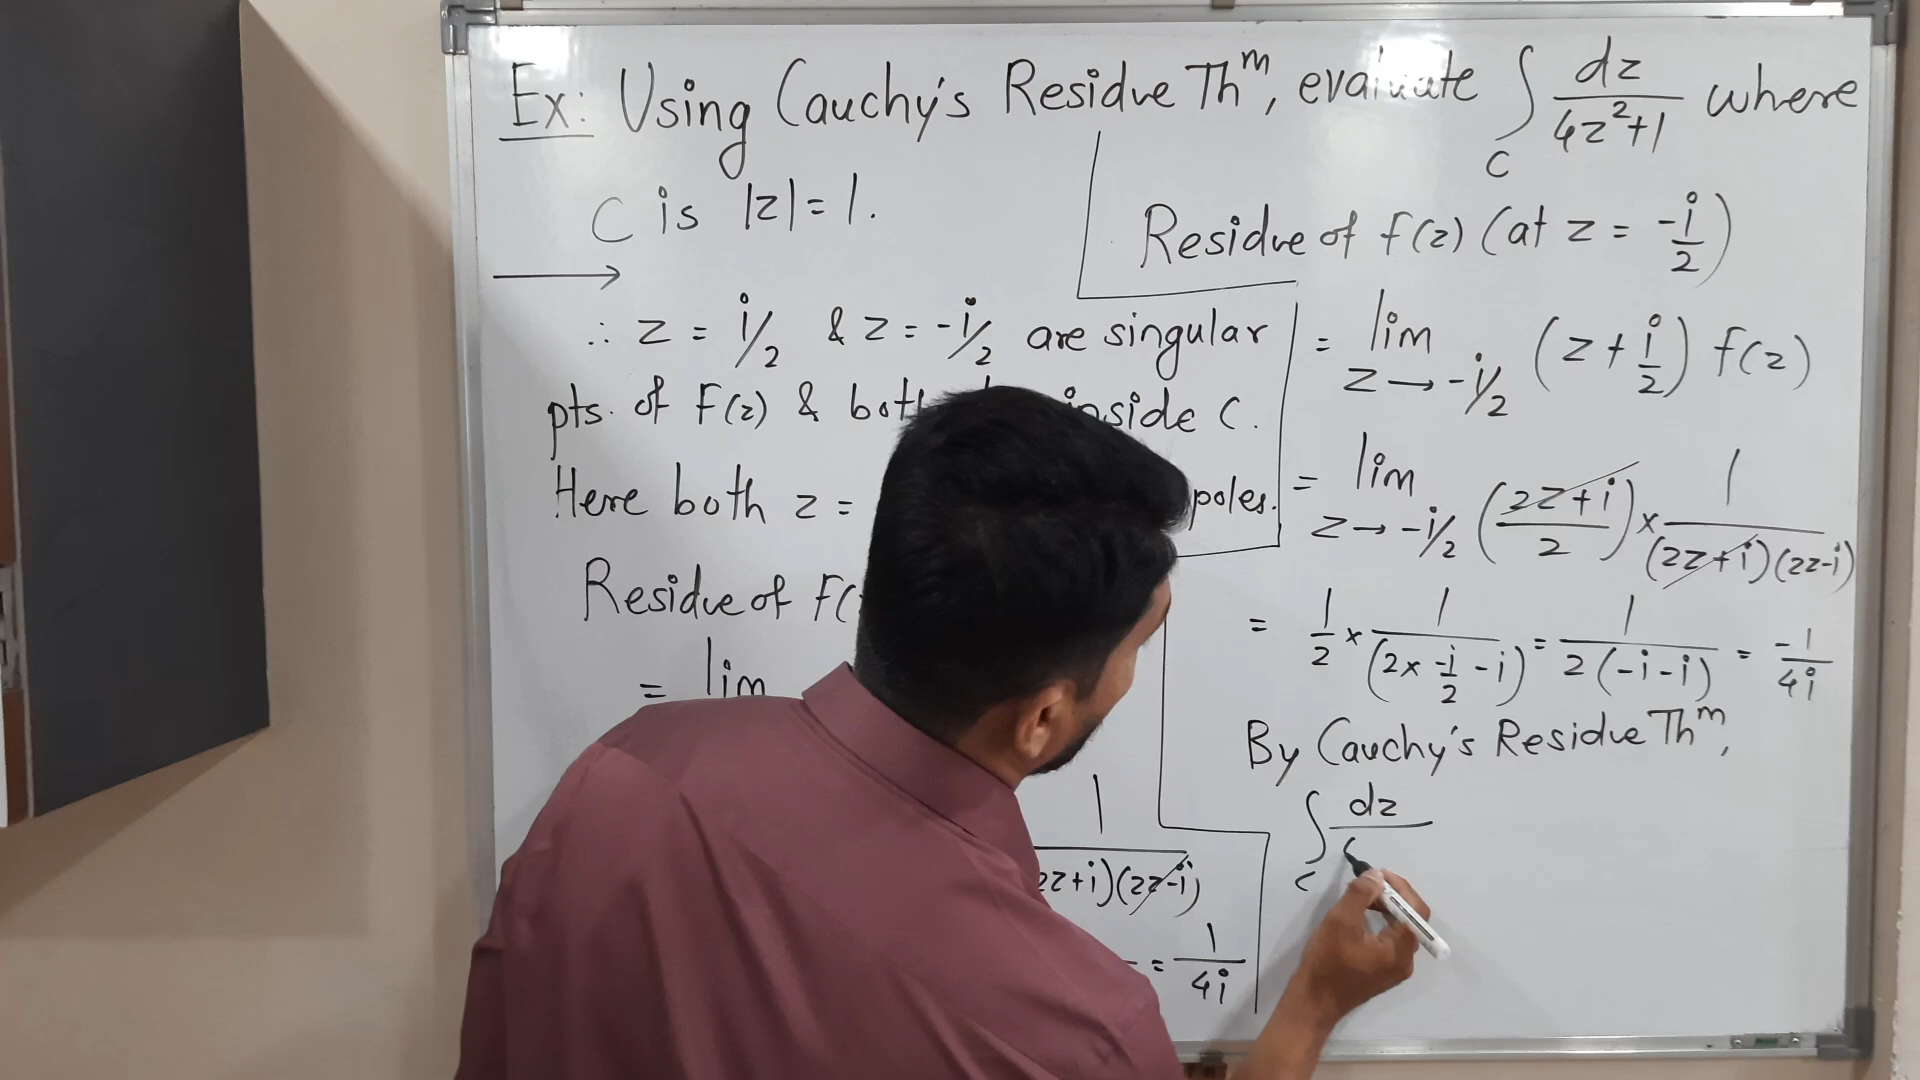 Ex: Using Cauchy's Residue Thᵐ, evaluate ∫_C dz/(4z²+1) where
C is |z| = 1.
∴ z = i/2 & z = -i/2 are singular
pts. of f(z) & both inside C.
Here both z = poles.
Residue of f(
= lim
1
2z+i)(2z-i)
= 1/4i
Residue of f(z) (at z = -i/2)
= lim z → -i/2 (z + i/2) f(z)
= lim z → -i/2 ((2z+i)/2) × 1/((2z+i)(2z-i))
= 1/2 × 1/(2 × -i/2 - i) = 1/(2(-i-i)) = -1/4i
By Cauchy's Residue Thᵐ,
∫_C dz